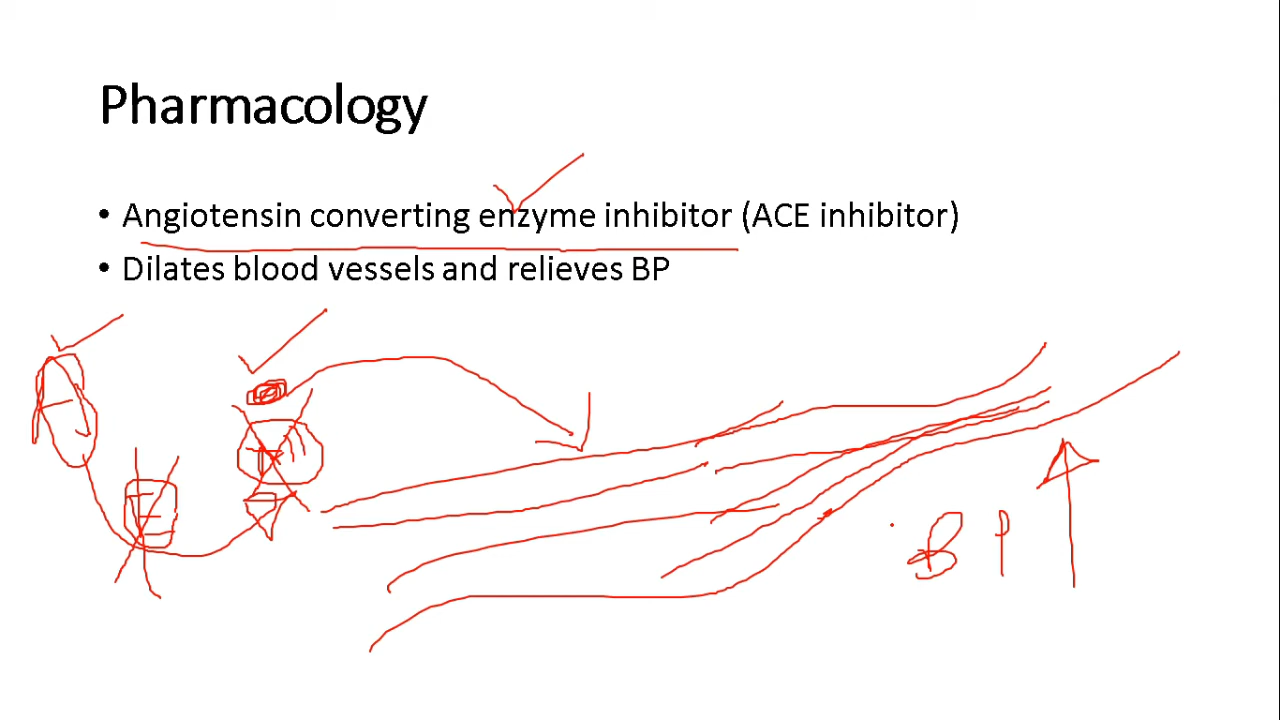 Pharmacology
• Angiotensin converting enzyme inhibitor (ACE inhibitor)
• Dilates blood vessels and relieves BP
A
E
BP